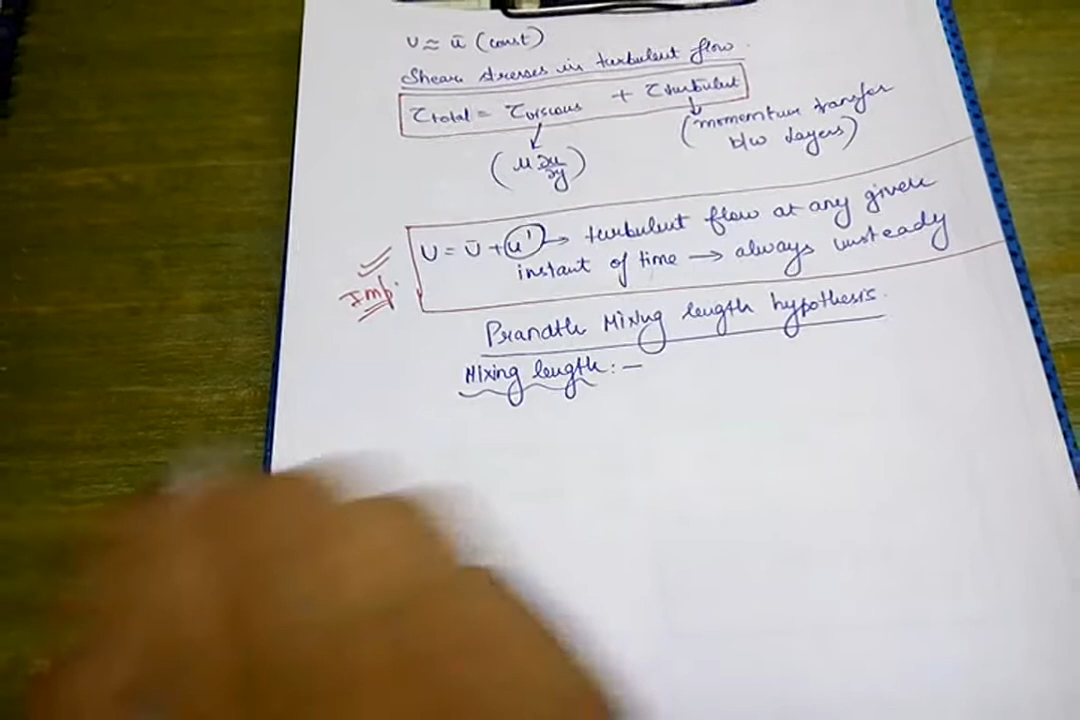 u ≈ ū (const)
Shear stresses in turbulent flow.
τtotal = τviscous + τturbulent
(momentum transfer
b/w layers)
(μ ∂u/∂y)
Imp.
U = Ū + u' → turbulent flow at any given
instant of time → always unsteady
Prandtl Mixing length hypothesis.
Mixing length :-